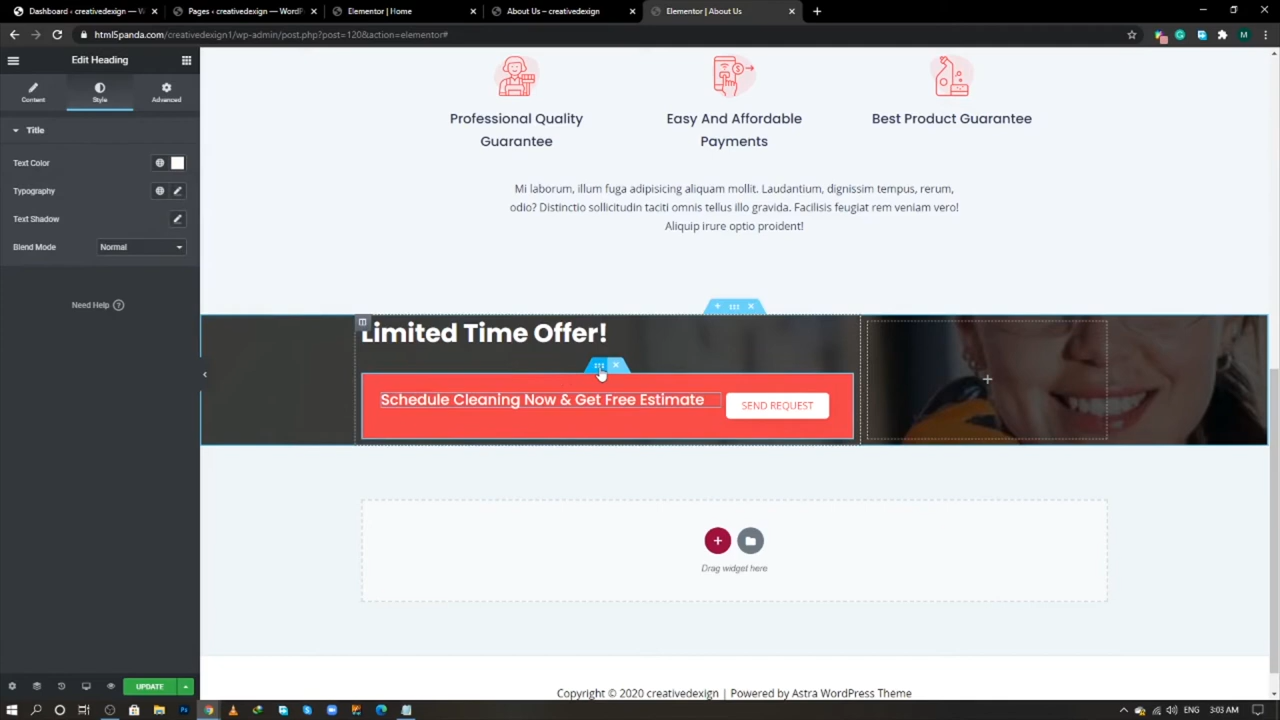 Dashboard ‹ creativedexign — W
Pages ‹ creativedexign — WordP
Elementor | Home
About Us – creativedexign
Elementor | About Us
html5panda.com/creativedexign1/wp-admin/post.php?post=120&action=elementor#
M
Edit Heading
Content
Style
Advanced
Title
Text Color
Typography
Text Shadow
Blend Mode
Normal
Need Help ?
Professional Quality
Guarantee
Easy And Affordable
Payments
Best Product Guarantee
Mi laborum, illum fuga adipisicing aliquam mollit. Laudantium, dignissim tempus, rerum,
odio? Distinctio sollicitudin taciti omnis tellus illo gravida. Facilisis feugiat rem veniam vero!
Aliquip irure optio proident!
Limited Time Offer!
Schedule Cleaning Now & Get Free Estimate
SEND REQUEST
Drag widget here
UPDATE
Copyright © 2020 creativedexign | Powered by Astra WordPress Theme
ENG
3:03 AM